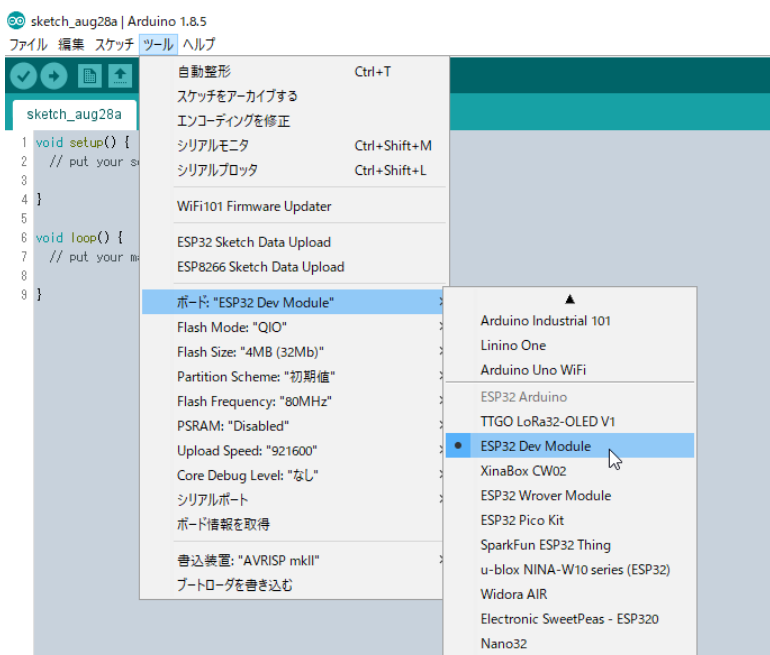 sketch_aug28a | Arduino 1.8.5
ファイル 編集 スケッチ ツール ヘルプ
sketch_aug28a
1 void setup() {
2 // put your s
3
4 }
5
6 void loop() {
7 // put your m
8
9 }
自動整形 Ctrl+T
スケッチをアーカイブする
エンコーディングを修正
シリアルモニタ Ctrl+Shift+M
シリアルプロッタ Ctrl+Shift+L
WiFi101 Firmware Updater
ESP32 Sketch Data Upload
ESP8266 Sketch Data Upload
ボード: "ESP32 Dev Module"
Flash Mode: "QIO"
Flash Size: "4MB (32Mb)"
Partition Scheme: "初期値"
Flash Frequency: "80MHz"
PSRAM: "Disabled"
Upload Speed: "921600"
Core Debug Level: "なし"
シリアルポート
ボード情報を取得
書込装置: "AVRISP mkII"
ブートローダを書き込む
Arduino Industrial 101
Linino One
Arduino Uno WiFi
ESP32 Arduino
TTGO LoRa32-OLED V1
ESP32 Dev Module
XinaBox CW02
ESP32 Wrover Module
ESP32 Pico Kit
SparkFun ESP32 Thing
u-blox NINA-W10 series (ESP32)
Widora AIR
Electronic SweetPeas - ESP320
Nano32